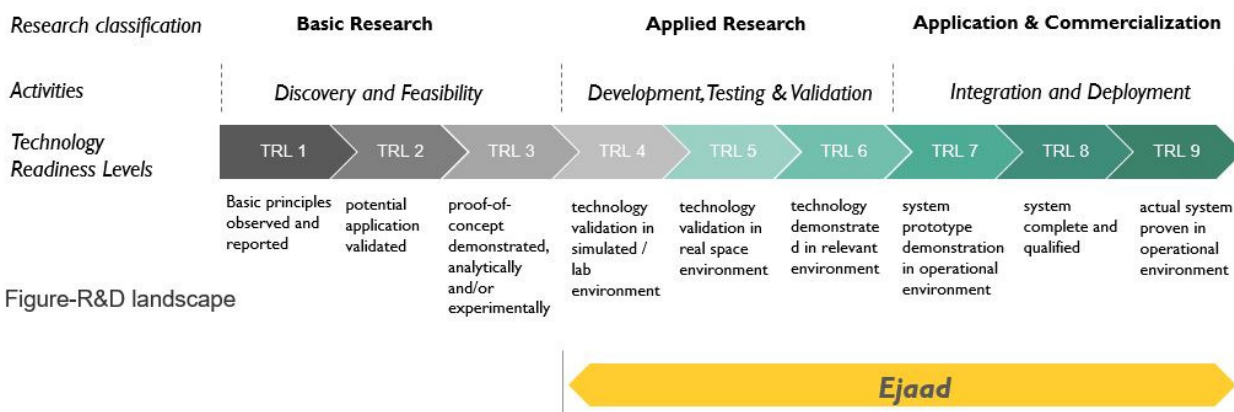 Research classification
Basic Research
Applied Research
Application & Commercialization
Activities
Discovery and Feasibility
Development, Testing & Validation
Integration and Deployment
Technology
Readiness Levels
TRL 1
TRL 2
TRL 3
TRL 4
TRL 5
TRL 6
TRL 7
TRL 8
TRL 9
Basic principles
observed and
reported
potential
application
validated
proof-of-
concept
demonstrated,
analytically
and/or
experimentally
technology
validation in
simulated /
lab
environment
technology
validation in
real space
environment
technology
demonstrate
d in relevant
environment
system
prototype
demonstration
in operational
environment
system
complete and
qualified
actual system
proven in
operational
environment
Figure-R&D landscape
Ejaad